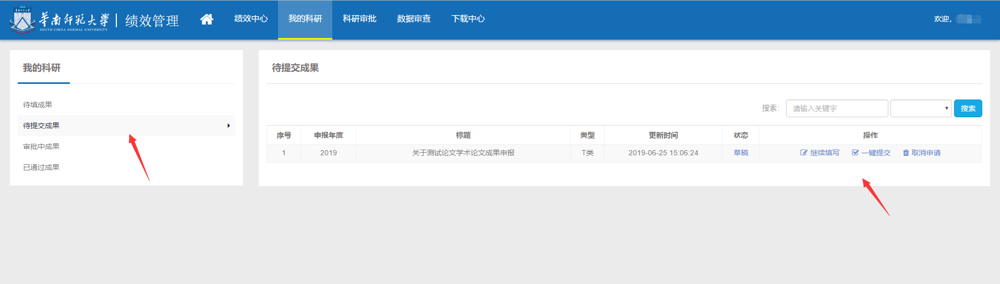 1933
華南師範大學
SOUTH CHINA NORMAL UNIVERSITY
绩效管理
绩效中心
我的科研
科研审批
数据审查
下载中心
欢迎,
我的科研
待填成果
待提交成果
审批中成果
已通过成果
待提交成果
搜索: 请输入关键字 搜索
序号 申报年度 标题 类型 更新时间 状态 操作
1 2019 关于测试论文学术论文成果申报 T类 2019-06-25 15:06:24 草稿 继续填写 一键提交 取消申请